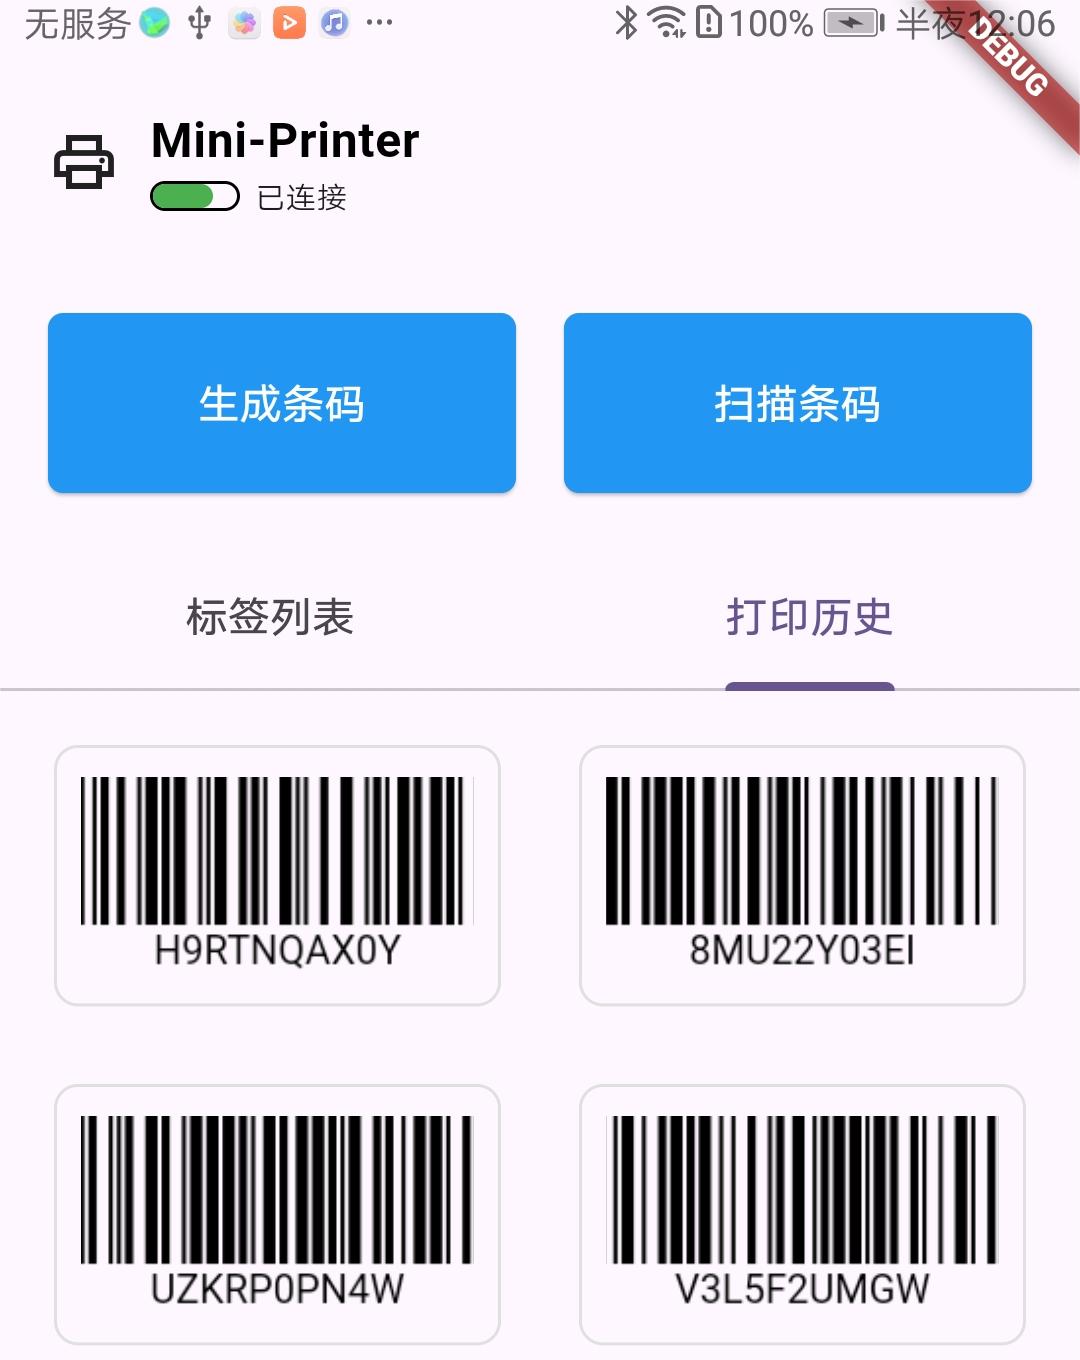 无服务 100% 半夜12:06
DEBUG
Mini-Printer
已连接
生成条码 扫描条码
标签列表 打印历史
H9RTNQAX0Y 8MU22Y03EI
UZKRP0PN4W V3L5F2UMGW